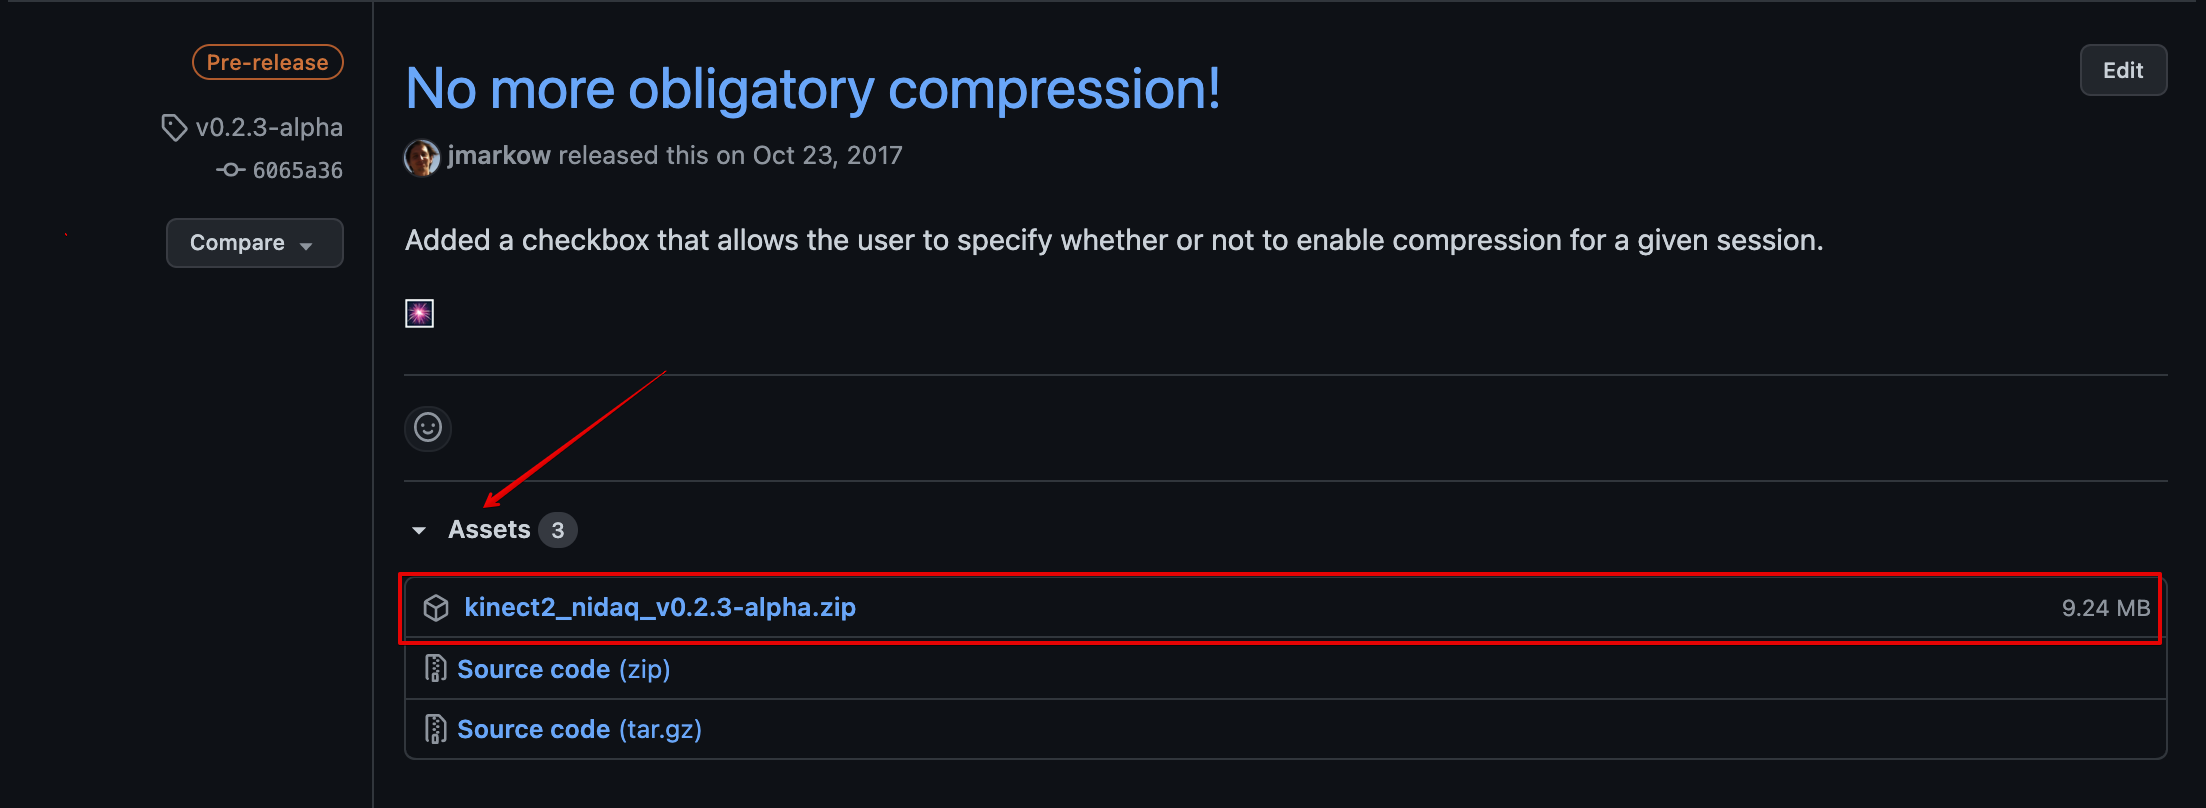 Pre-release
v0.2.3-alpha
6065a36
Compare
No more obligatory compression!
Edit
jmarkow released this on Oct 23, 2017
Added a checkbox that allows the user to specify whether or not to enable compression for a given session.
Assets 3
kinect2_nidaq_v0.2.3-alpha.zip 9.24 MB
Source code (zip)
Source code (tar.gz)